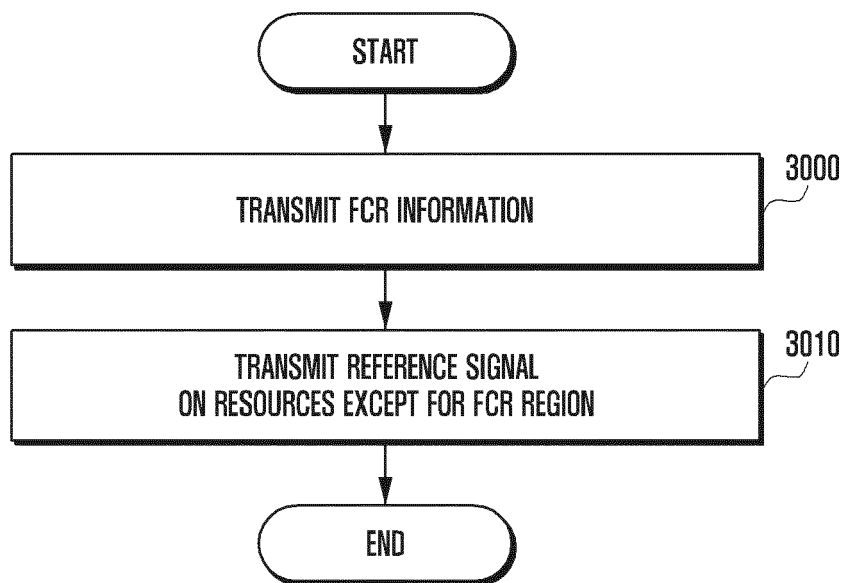 START
TRANSMIT FCR INFORMATION
3000
TRANSMIT REFERENCE SIGNAL
ON RESOURCES EXCEPT FOR FCR REGION
3010
END